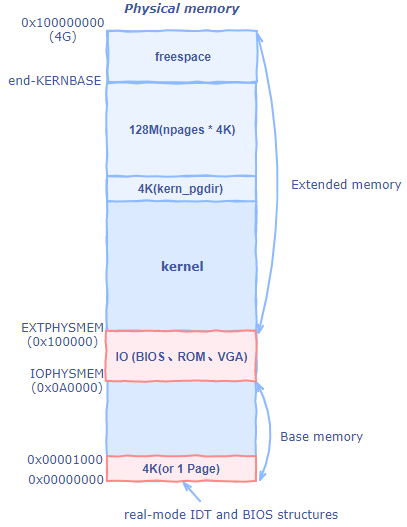 Physical memory
0x100000000
(4G)
freespace
end-KERNBASE
128M(npages * 4K)
4K(kern_pgdir)
Extended memory
kernel
EXTPHYSMEM
(0x100000)
IO (BIOS、ROM、VGA)
IOPHYSMEM
(0x0A0000)
Base memory
0x00001000
4K(or 1 Page)
0x00000000
real-mode IDT and BIOS structures